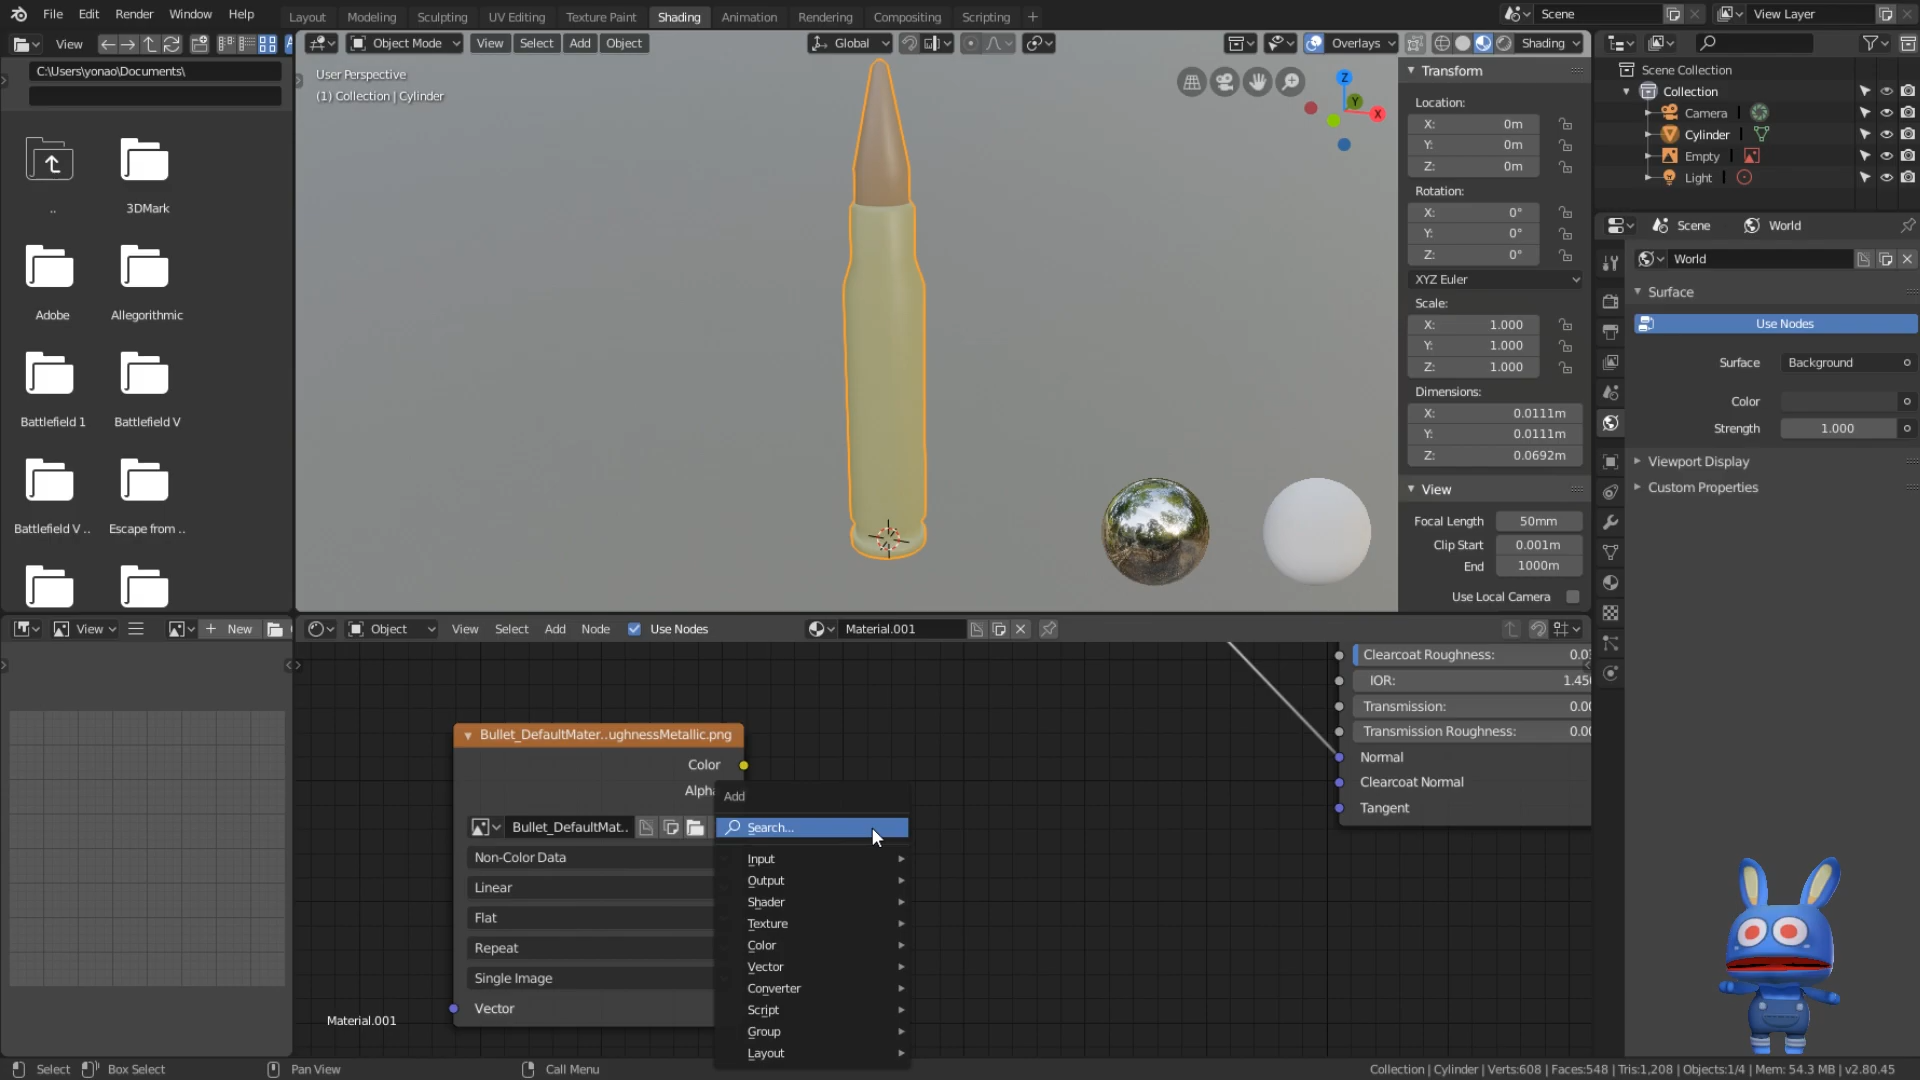 File Edit Render Window Help
Layout Modeling Sculpting UV Editing Texture Paint Shading Animation Rendering Compositing Scripting +
Scene
View Layer
View
C:\Users\yonao\Documents\
..
3DMark
Adobe
Allegorithmic
Battlefield 1
Battlefield V
Battlefield V ..
Escape from ..
Object Mode View Select Add Object
Global
Overlays
Shading
User Perspective
(1) Collection | Cylinder
Z
Y
X
Transform
Location:
X: 0m
Y: 0m
Z: 0m
Rotation:
X: 0°
Y: 0°
Z: 0°
XYZ Euler
Scale:
X: 1.000
Y: 1.000
Z: 1.000
Dimensions:
X: 0.0111m
Y: 0.0111m
Z: 0.0692m
View
Focal Length 50mm
Clip Start 0.001m
End 1000m
Use Local Camera
Scene Collection
Collection
Camera
Cylinder
Empty
Light
Scene World
World
Surface
Use Nodes
Surface Background
Color
Strength 1.000
Viewport Display
Custom Properties
View
+ New
Object View Select Add Node Use Nodes
Material.001
Bullet_DefaultMater..ughnessMetallic.png
Color
Alpha
Bullet_DefaultMat..
Non-Color Data
Linear
Flat
Repeat
Single Image
Vector
Add
Search...
Input
Output
Shader
Texture
Color
Vector
Converter
Script
Group
Layout
Clearcoat Roughness: 0.03
IOR: 1.450
Transmission: 0.00
Transmission Roughness: 0.00
Normal
Clearcoat Normal
Tangent
Material.001
Select Box Select Pan View Call Menu
Collection | Cylinder | Verts:608 | Faces:548 | Tris:1,208 | Objects:1/4 | Mem: 54.3 MB | v2.80.45